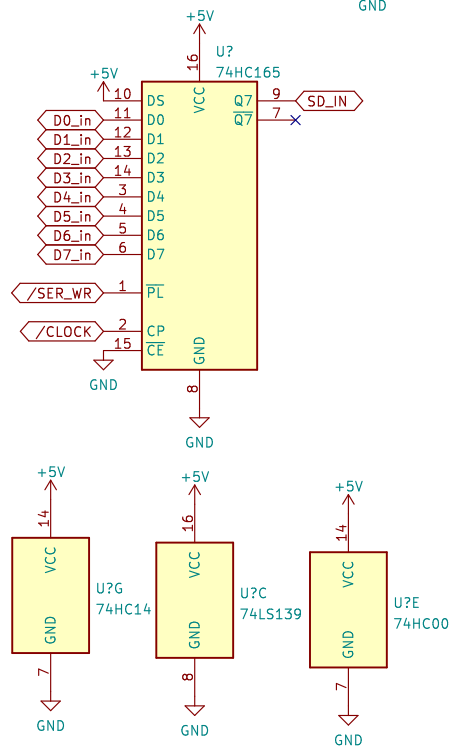 GND
+5V
16
U?
74HC165
+5V
VCC
10 DS Q7 9 SD_IN
D0_in 11 D0 Q7 7
D1_in 12 D1
D2_in 13 D2
D3_in 14 D3
D4_in 3 D4
D5_in 4 D5
D6_in 5 D6
D7_in 6 D7
/SER_WR 1 PL
/CLOCK 2 CP
15 CE
GND
GND
8
GND
+5V +5V +5V
14 16 14
VCC VCC VCC
U?G U?C U?E
74HC14 74LS139 74HC00
GND GND GND
7 8 7
GND GND GND